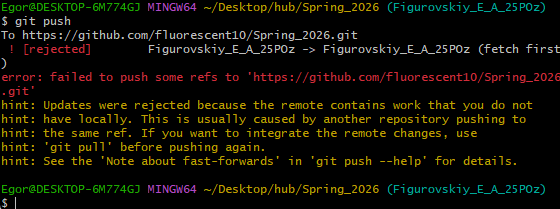 Egor@DESKTOP-6M774GJ MINGW64 ~/Desktop/hub/Spring_2026 (Figurovskiy_E_A_25POz)
$ git push
To https://github.com/fluorescent10/Spring_2026.git
 ! [rejected]        Figurovskiy_E_A_25POz -> Figurovskiy_E_A_25POz (fetch first
)
error: failed to push some refs to 'https://github.com/fluorescent10/Spring_2026
.git'
hint: Updates were rejected because the remote contains work that you do not
hint: have locally. This is usually caused by another repository pushing to
hint: the same ref. If you want to integrate the remote changes, use
hint: 'git pull' before pushing again.
hint: See the 'Note about fast-forwards' in 'git push --help' for details.
Egor@DESKTOP-6M774GJ MINGW64 ~/Desktop/hub/Spring_2026 (Figurovskiy_E_A_25POz)
$